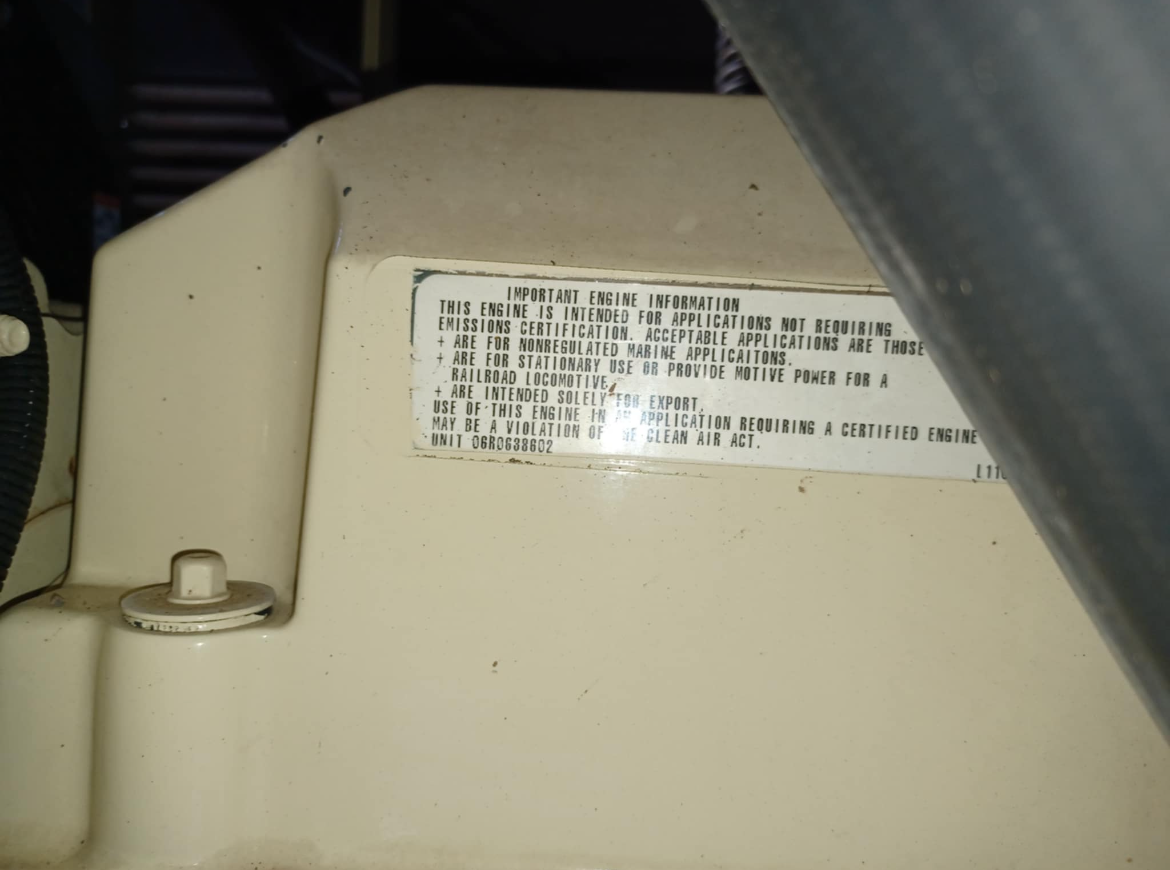 IMPORTANT ENGINE INFORMATION
THIS ENGINE IS INTENDED FOR APPLICATIONS NOT REQUIRING
EMISSIONS CERTIFICATION. ACCEPTABLE APPLICATIONS ARE THOSE
+ ARE FOR NONREGULATED MARINE APPLICAITONS.
+ ARE FOR STATIONARY USE OR PROVIDE MOTIVE POWER FOR A
RAILROAD LOCOMOTIVE.
+ ARE INTENDED SOLELY FOR EXPORT.
USE OF THIS ENGINE IN AN APPLICATION REQUIRING A CERTIFIED ENGINE
MAY BE A VIOLATION OF THE CLEAN AIR ACT.
UNIT 06R0638602